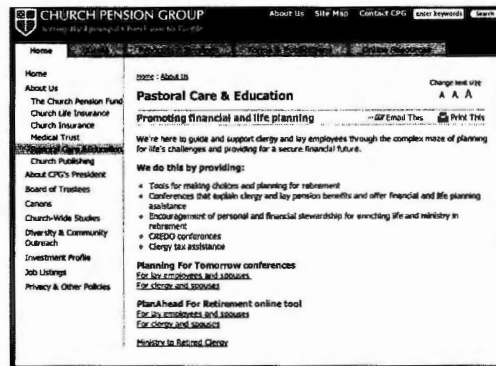 CHURCH PENSION GROUP
About Us Site Map Contact CPG enter keywords Search
Home
Home
About Us
The Church Pension Fund
Church Life Insurance
Church Insurance
Medical Trust
Church Publishing
About CPG's President
Board of Trustees
Canons
Church-Wide Studies
Diversity & Community
Outreach
Investment Profile
Job Listings
Privacy & Other Policies
Home : About Us
Change text size
A A A
Pastoral Care & Education
Promoting financial and life planning
Email This Print This
We're here to guide and support clergy and lay employees through the complex maze of planning
for life's challenges and providing for a secure financial future.
We do this by providing:
Tools for making choices and planning for retirement
Conferences that explain clergy and lay pension benefits and offer financial and life planning
assistance
Encouragement of personal and financial stewardship for enriching life and ministry in
retirement
CREDO conferences
Clergy tax assistance
Planning For Tomorrow conferences
For lay employees and spouses
For clergy and spouses
PlanAhead For Retirement online tool
For lay employees and spouses
For clergy and spouses
Ministry to Retired Clergy